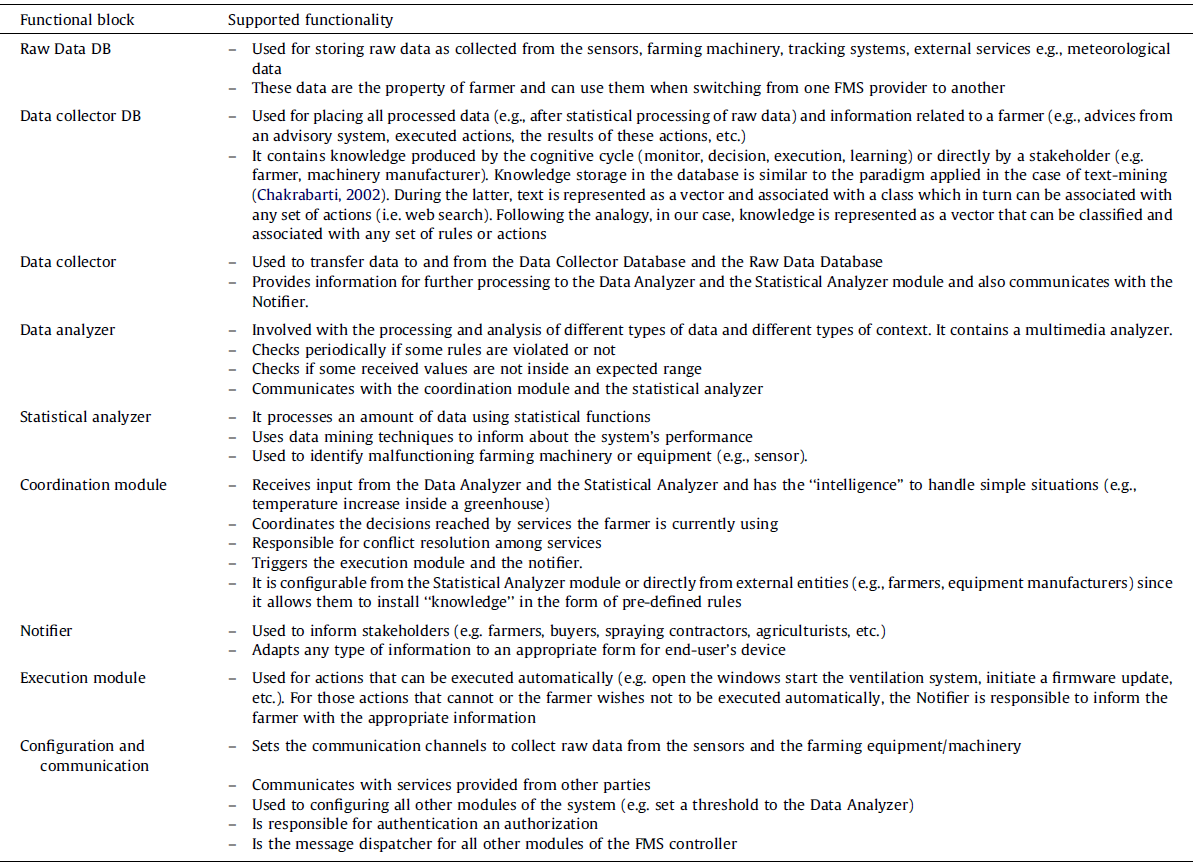 Functional block Supported functionality
Raw Data DB – Used for storing raw data as collected from the sensors, farming machinery, tracking systems, external services e.g., meteorological
data
– These data are the property of farmer and can use them when switching from one FMS provider to another
Data collector DB – Used for placing all processed data (e.g., after statistical processing of raw data) and information related to a farmer (e.g., advices from
an advisory system, executed actions, the results of these actions, etc.)
– It contains knowledge produced by the cognitive cycle (monitor, decision, execution, learning) or directly by a stakeholder (e.g.
farmer, machinery manufacturer). Knowledge storage in the database is similar to the paradigm applied in the case of text-mining
(Chakrabarti, 2002). During the latter, text is represented as a vector and associated with a class which in turn can be associated with
any set of actions (i.e. web search). Following the analogy, in our case, knowledge is represented as a vector that can be classified and
associated with any set of rules or actions
Data collector – Used to transfer data to and from the Data Collector Database and the Raw Data Database
– Provides information for further processing to the Data Analyzer and the Statistical Analyzer module and also communicates with the
Notifier.
Data analyzer – Involved with the processing and analysis of different types of data and different types of context. It contains a multimedia analyzer.
– Checks periodically if some rules are violated or not
– Checks if some received values are not inside an expected range
– Communicates with the coordination module and the statistical analyzer
Statistical analyzer – It processes an amount of data using statistical functions
– Uses data mining techniques to inform about the system's performance
– Used to identify malfunctioning farming machinery or equipment (e.g., sensor).
Coordination module – Receives input from the Data Analyzer and the Statistical Analyzer and has the “intelligence” to handle simple situations (e.g.,
temperature increase inside a greenhouse)
– Coordinates the decisions reached by services the farmer is currently using
– Responsible for conflict resolution among services
– Triggers the execution module and the notifier.
– It is configurable from the Statistical Analyzer module or directly from external entities (e.g., farmers, equipment manufacturers) since
it allows them to install “knowledge” in the form of pre-defined rules
Notifier – Used to inform stakeholders (e.g. farmers, buyers, spraying contractors, agriculturists, etc.)
– Adapts any type of information to an appropriate form for end-user's device
Execution module – Used for actions that can be executed automatically (e.g. open the windows start the ventilation system, initiate a firmware update,
etc.). For those actions that cannot or the farmer wishes not to be executed automatically, the Notifier is responsible to inform the
farmer with the appropriate information
Configuration and – Sets the communication channels to collect raw data from the sensors and the farming equipment/machinery
communication
– Communicates with services provided from other parties
– Used to configuring all other modules of the system (e.g. set a threshold to the Data Analyzer)
– Is responsible for authentication an authorization
– Is the message dispatcher for all other modules of the FMS controller